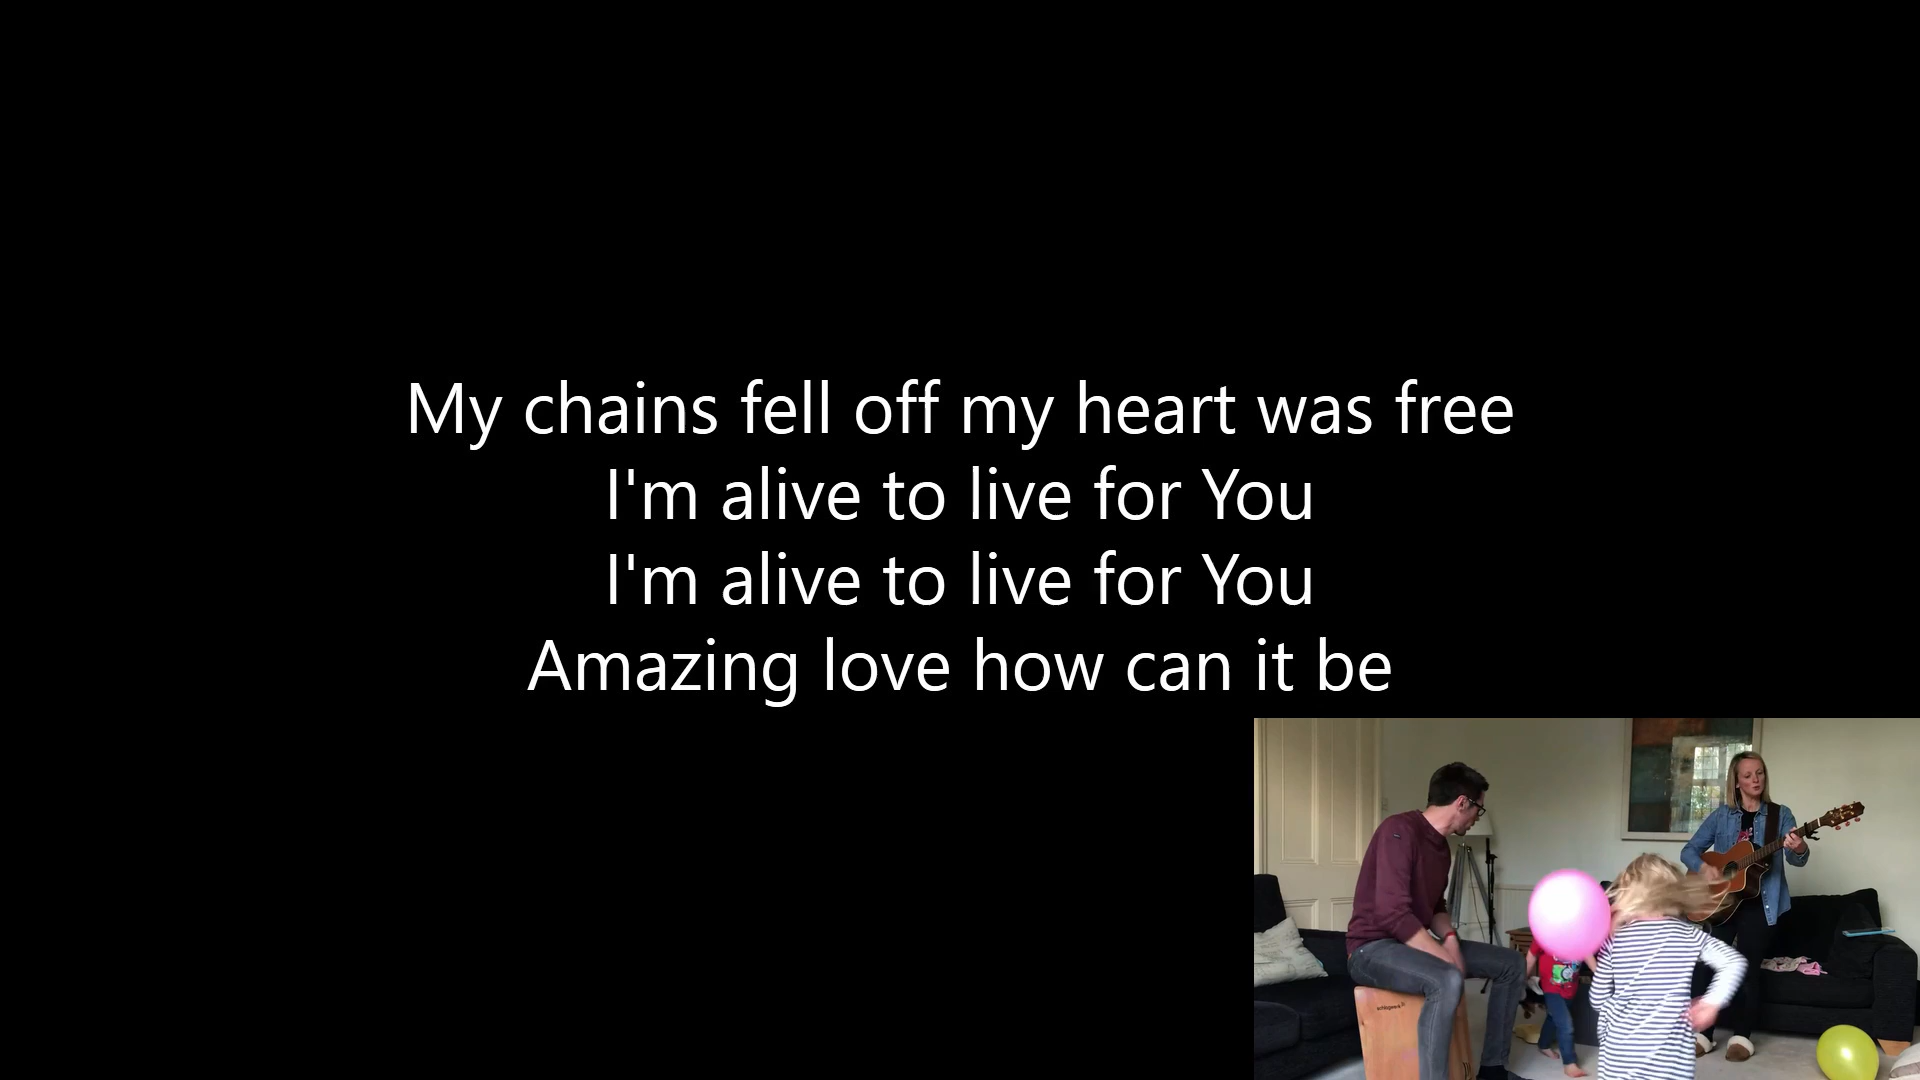 My chains fell off my heart was free
I'm alive to live for You
I'm alive to live for You
Amazing love how can it be